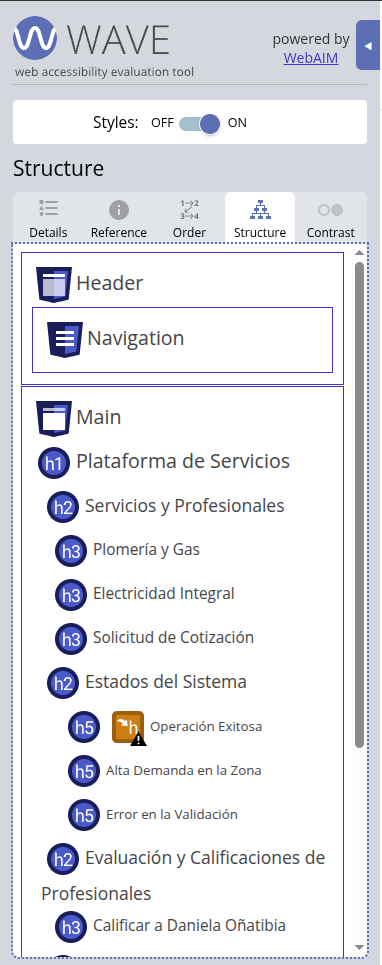 WAVE
powered by
WebAIM
web accessibility evaluation tool
Styles: OFF ON
Structure
Details Reference Order Structure Contrast
Header
Navigation
Main
h1 Plataforma de Servicios
h2 Servicios y Profesionales
h3 Plomería y Gas
h3 Electricidad Integral
h3 Solicitud de Cotización
h2 Estados del Sistema
h5 h Operación Exitosa
h5 Alta Demanda en la Zona
h5 Error en la Validación
h2 Evaluación y Calificaciones de
Profesionales
h3 Calificar a Daniela Oñatibia